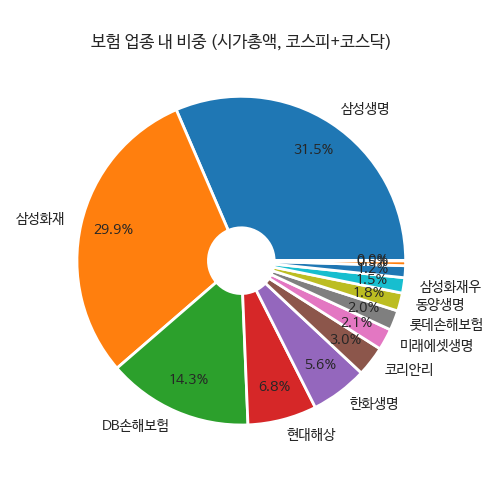 보험 업종 내 비중 (시가총액, 코스피+코스닥)
삼성생명
31.5%
삼성화재
29.9%
DB손해보험
14.3%
현대해상
6.8%
한화생명
5.6%
코리안리
3.0%
미래에셋생명
2.1%
롯데손해보험
2.0%
동양생명
1.8%
삼성화재우
1.5%
1.2%
0.0%